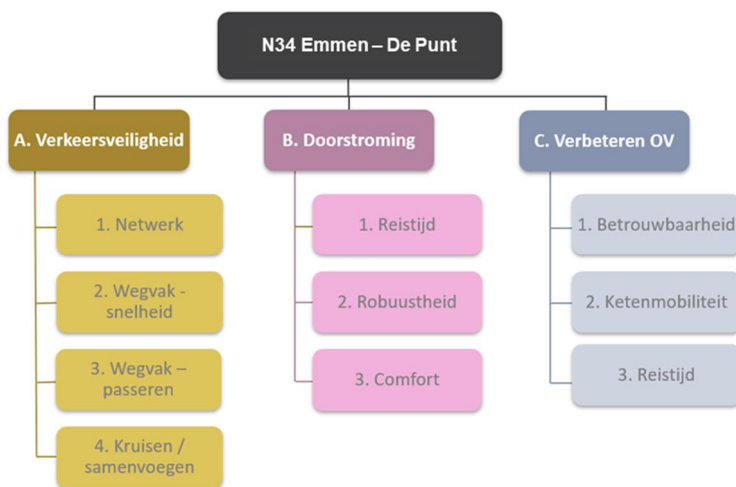 N34 Emmen – De Punt
A. Verkeersveiligheid
1. Netwerk
2. Wegvak -
snelheid
3. Wegvak –
passeren
4. Kruisen /
samenvoegen
B. Doorstroming
1. Reistijd
2. Robuustheid
3. Comfort
C. Verbeteren OV
1. Betrouwbaarheid
2. Ketenmobiliteit
3. Reistijd